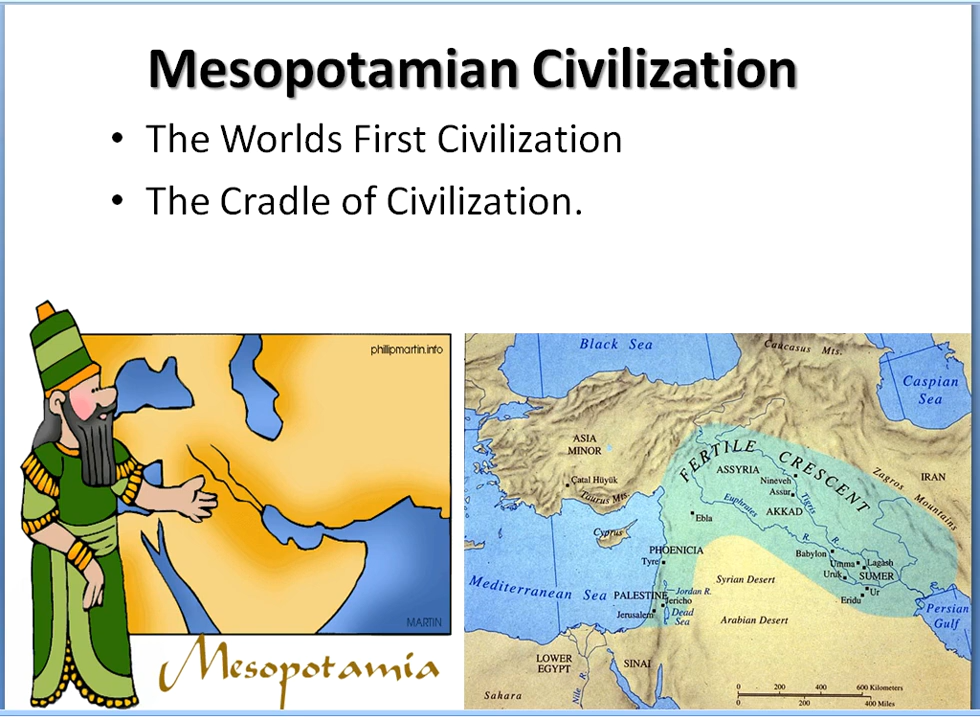 Mesopotamian Civilization
• The Worlds First Civilization
• The Cradle of Civilization.
phillipmartin.info
MARTIN
Mesopotamia
Black Sea
Caucasus Mts.
Caspian
Sea
ASIA
MINOR
FERTILE CRESCENT
ASSYRIA
Nineveh
Assur
Zagros Mountains
IRAN
Çatal Hüyük
Taurus Mts.
Euphrates R.
Tigris R.
AKKAD
Ebla
Cyprus
PHOENICIA
Tyre
Babylon
Umma
Lagash
Uruk
SUMER
Ur
Eridu
Syrian Desert
Mediterranean Sea
PALESTINE
Jordan R.
Jericho
Jerusalem
Dead
Sea
Arabian Desert
Persian
Gulf
LOWER
EGYPT
SINAI
Nile R.
Sahara
0 200 400 600 Kilometers
0 200 400 Miles